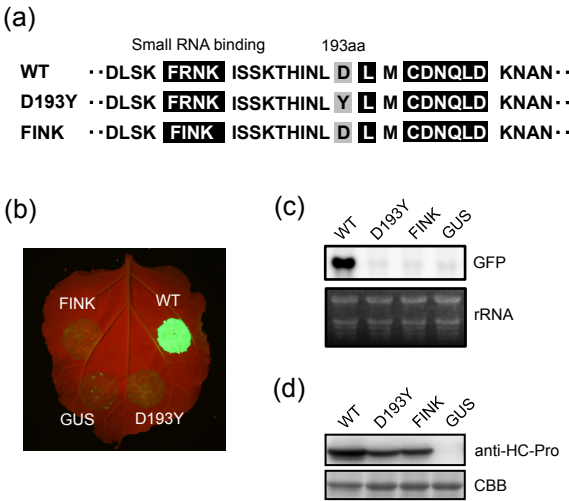 (a)
Small RNA binding 193aa
WT ··DLSK FRNK ISSKTHINL D L M CDNQLD KNAN··
D193Y ··DLSK FRNK ISSKTHINL Y L M CDNQLD KNAN··
FINK ··DLSK FINK ISSKTHINL D L M CDNQLD KNAN··
(b)
FINK WT
GUS D193Y
(c)
WT D193Y FINK GUS
GFP
rRNA
(d)
WT D193Y FINK GUS
anti-HC-Pro
CBB